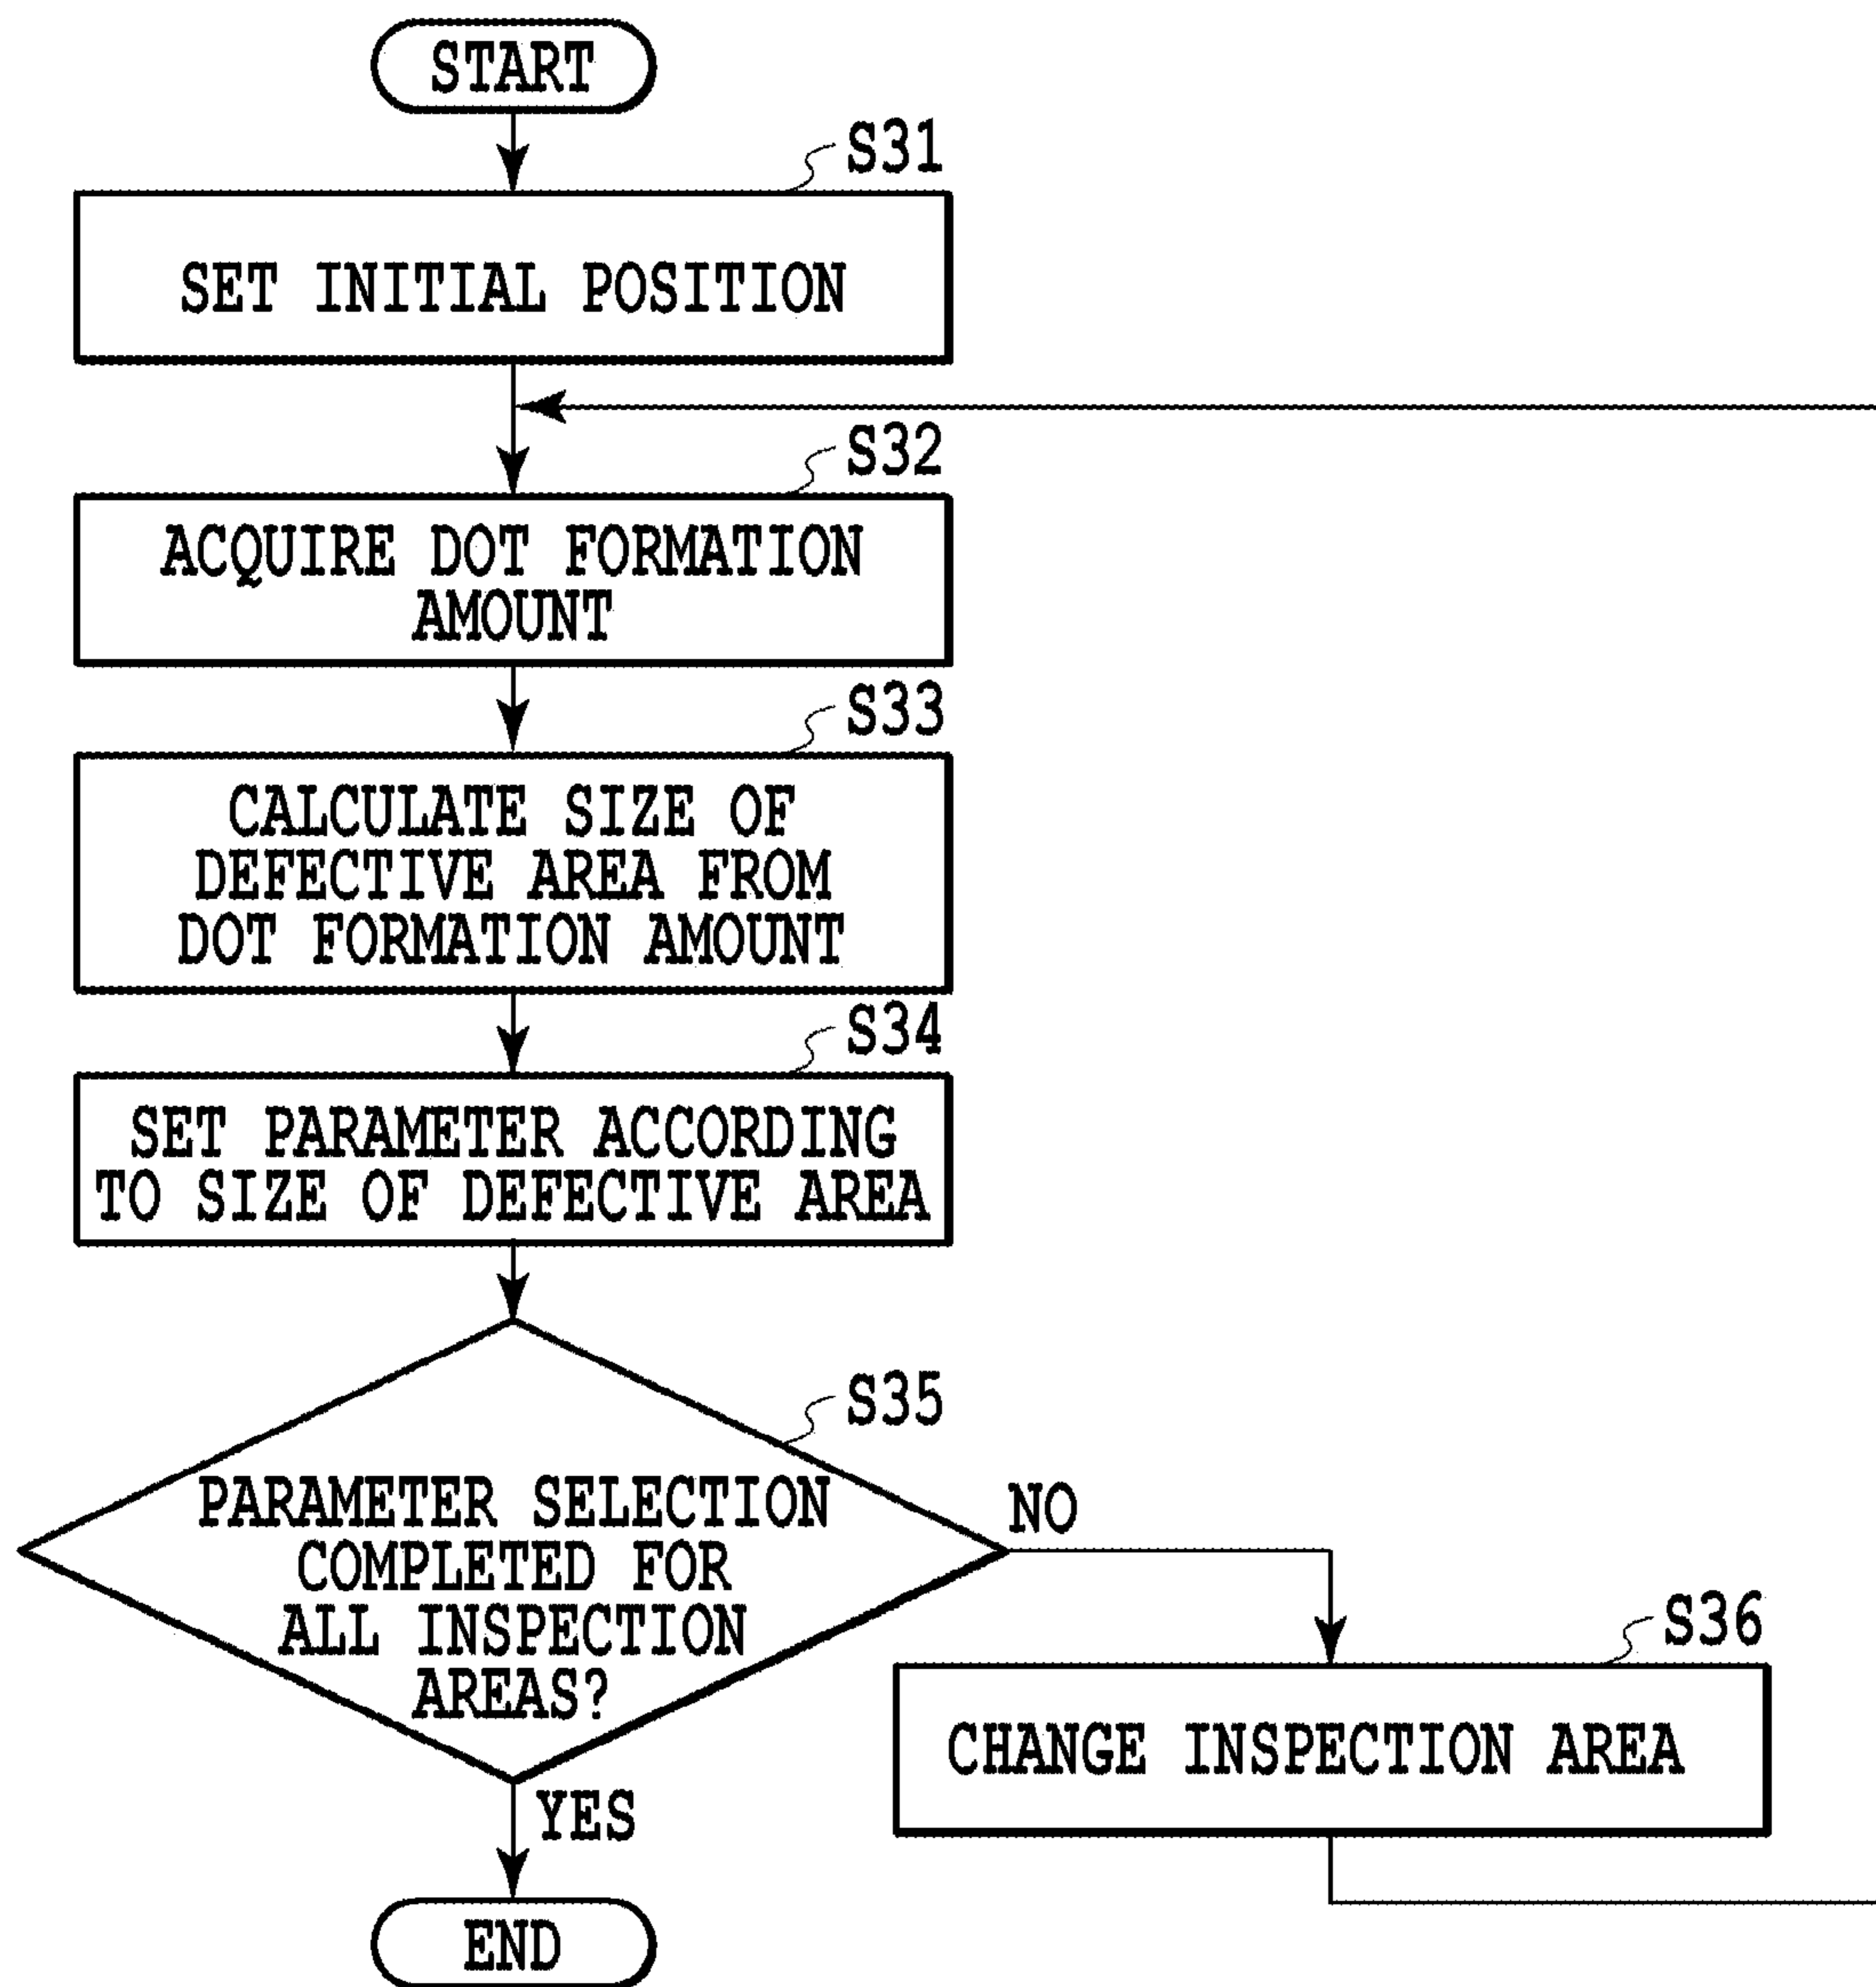 START
S31
SET INITIAL POSITION
S32
ACQUIRE DOT FORMATION
AMOUNT
S33
CALCULATE SIZE OF
DEFECTIVE AREA FROM
DOT FORMATION AMOUNT
S34
SET PARAMETER ACCORDING
TO SIZE OF DEFECTIVE AREA
S35
PARAMETER SELECTION
COMPLETED FOR
ALL INSPECTION
AREAS?
NO
S36
CHANGE INSPECTION AREA
YES
END